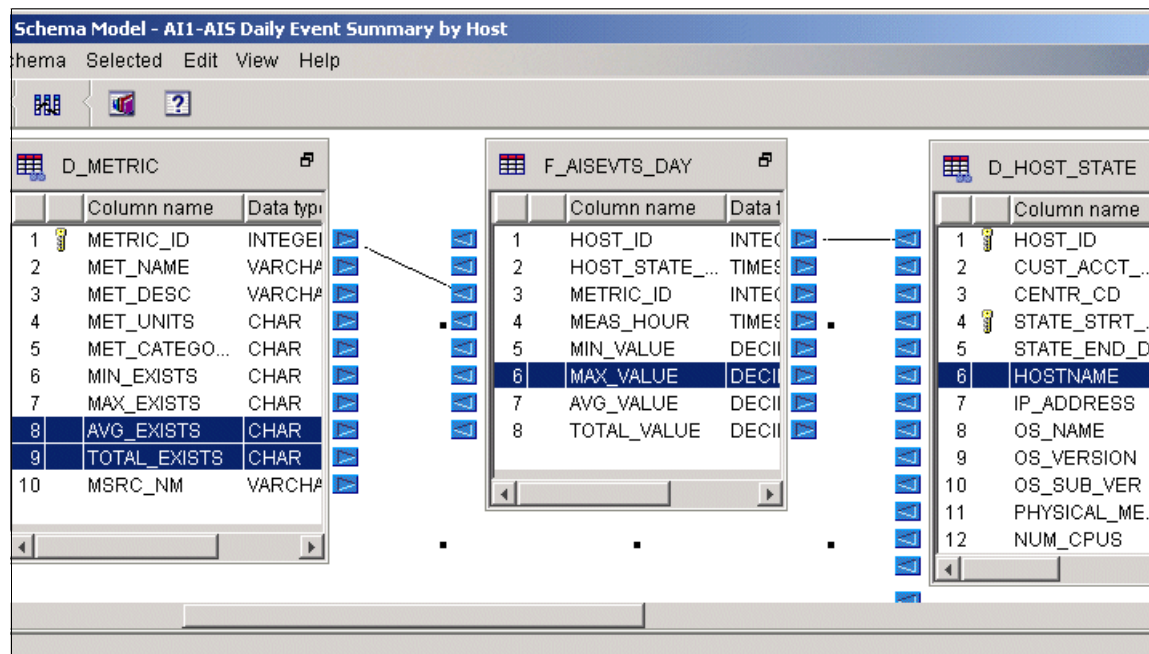 Schema Model - AI1-AIS Daily Event Summary by Host
chema Selected Edit View Help
D_METRIC
Column name Data typ
1 METRIC_ID INTEGE
2 MET_NAME VARCHA
3 MET_DESC VARCHA
4 MET_UNITS CHAR
5 MET_CATEGO... CHAR
6 MIN_EXISTS CHAR
7 MAX_EXISTS CHAR
8 AVG_EXISTS CHAR
9 TOTAL_EXISTS CHAR
10 MSRC_NM VARCHA
F_AISEVTS_DAY
Column name Data t
1 HOST_ID INTEG
2 HOST_STATE_... TIMES
3 METRIC_ID INTEG
4 MEAS_HOUR TIMES
5 MIN_VALUE DECI
6 MAX_VALUE DECI
7 AVG_VALUE DECI
8 TOTAL_VALUE DECI
D_HOST_STATE
Column name
1 HOST_ID
2 CUST_ACCT_...
3 CENTR_CD
4 STATE_STRT_...
5 STATE_END_D
6 HOSTNAME
7 IP_ADDRESS
8 OS_NAME
9 OS_VERSION
10 OS_SUB_VER
11 PHYSICAL_ME...
12 NUM_CPUS